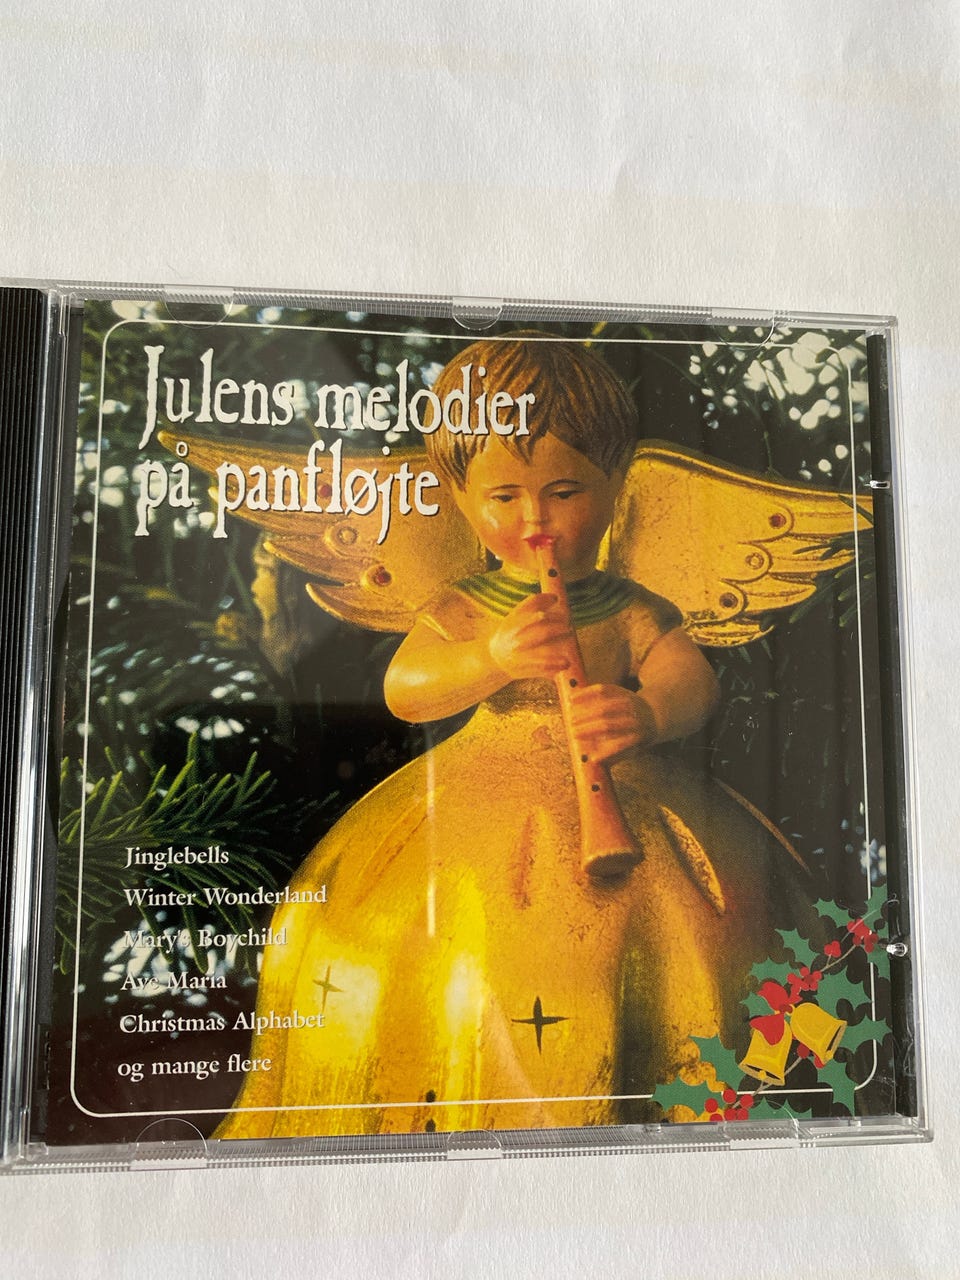 Julens melodier
på panfløjte
Jinglebells
Winter Wonderland
Mary's Boychild
Ave Maria
Christmas Alphabet
og mange flere